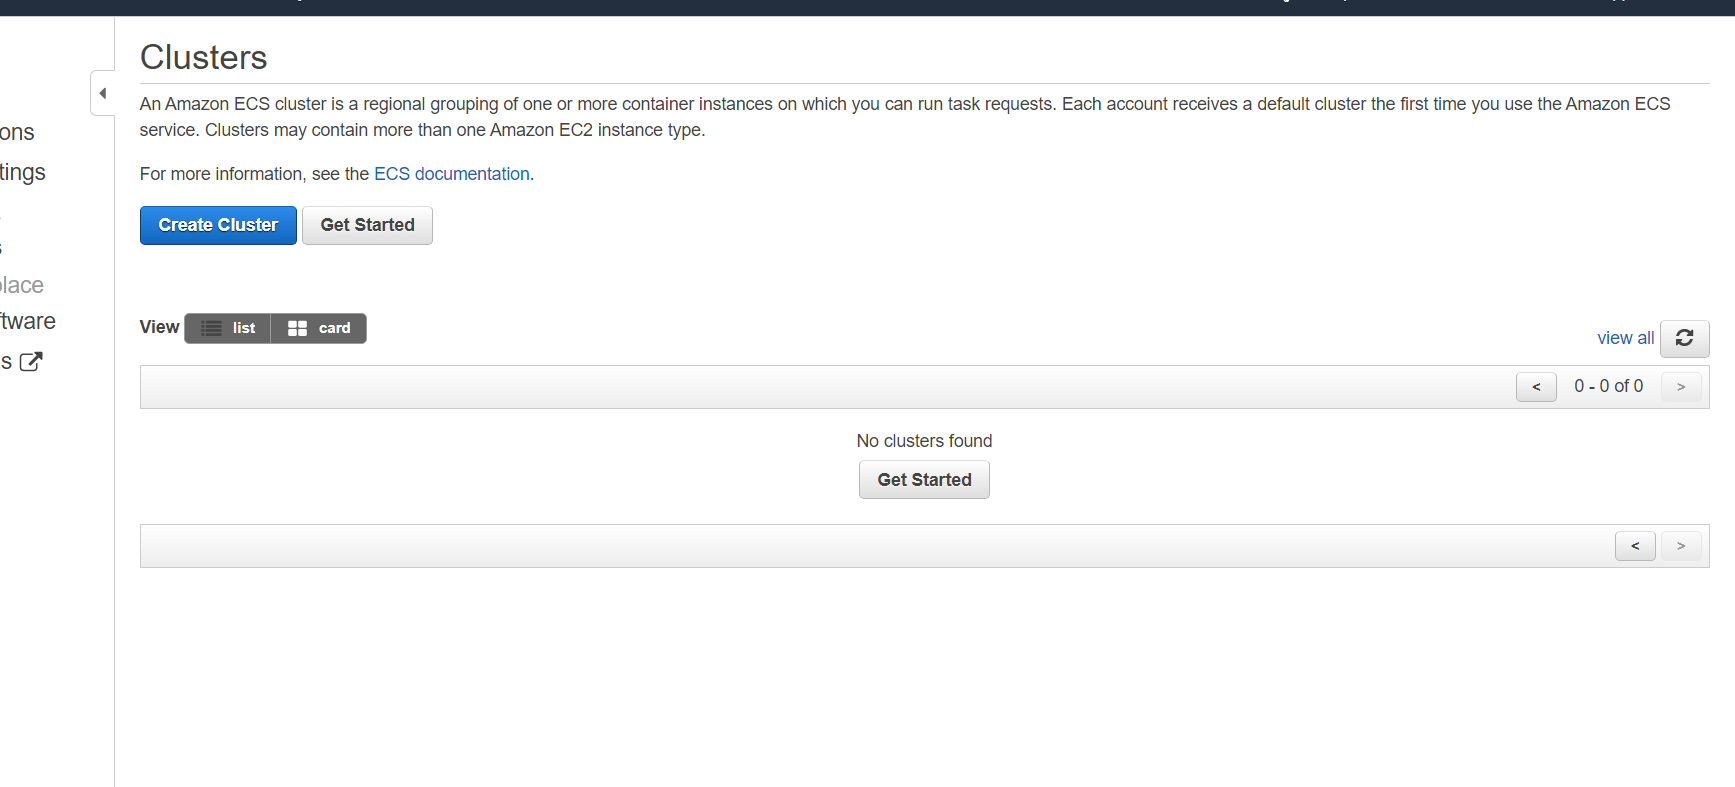 Clusters
An Amazon ECS cluster is a regional grouping of one or more container instances on which you can run task requests. Each account receives a default cluster the first time you use the Amazon ECS
service. Clusters may contain more than one Amazon EC2 instance type.
ons
tings
For more information, see the ECS documentation.
Create Cluster Get Started
lace
ftware
s
View list card
view all
< 0 - 0 of 0 >
No clusters found
Get Started
< >